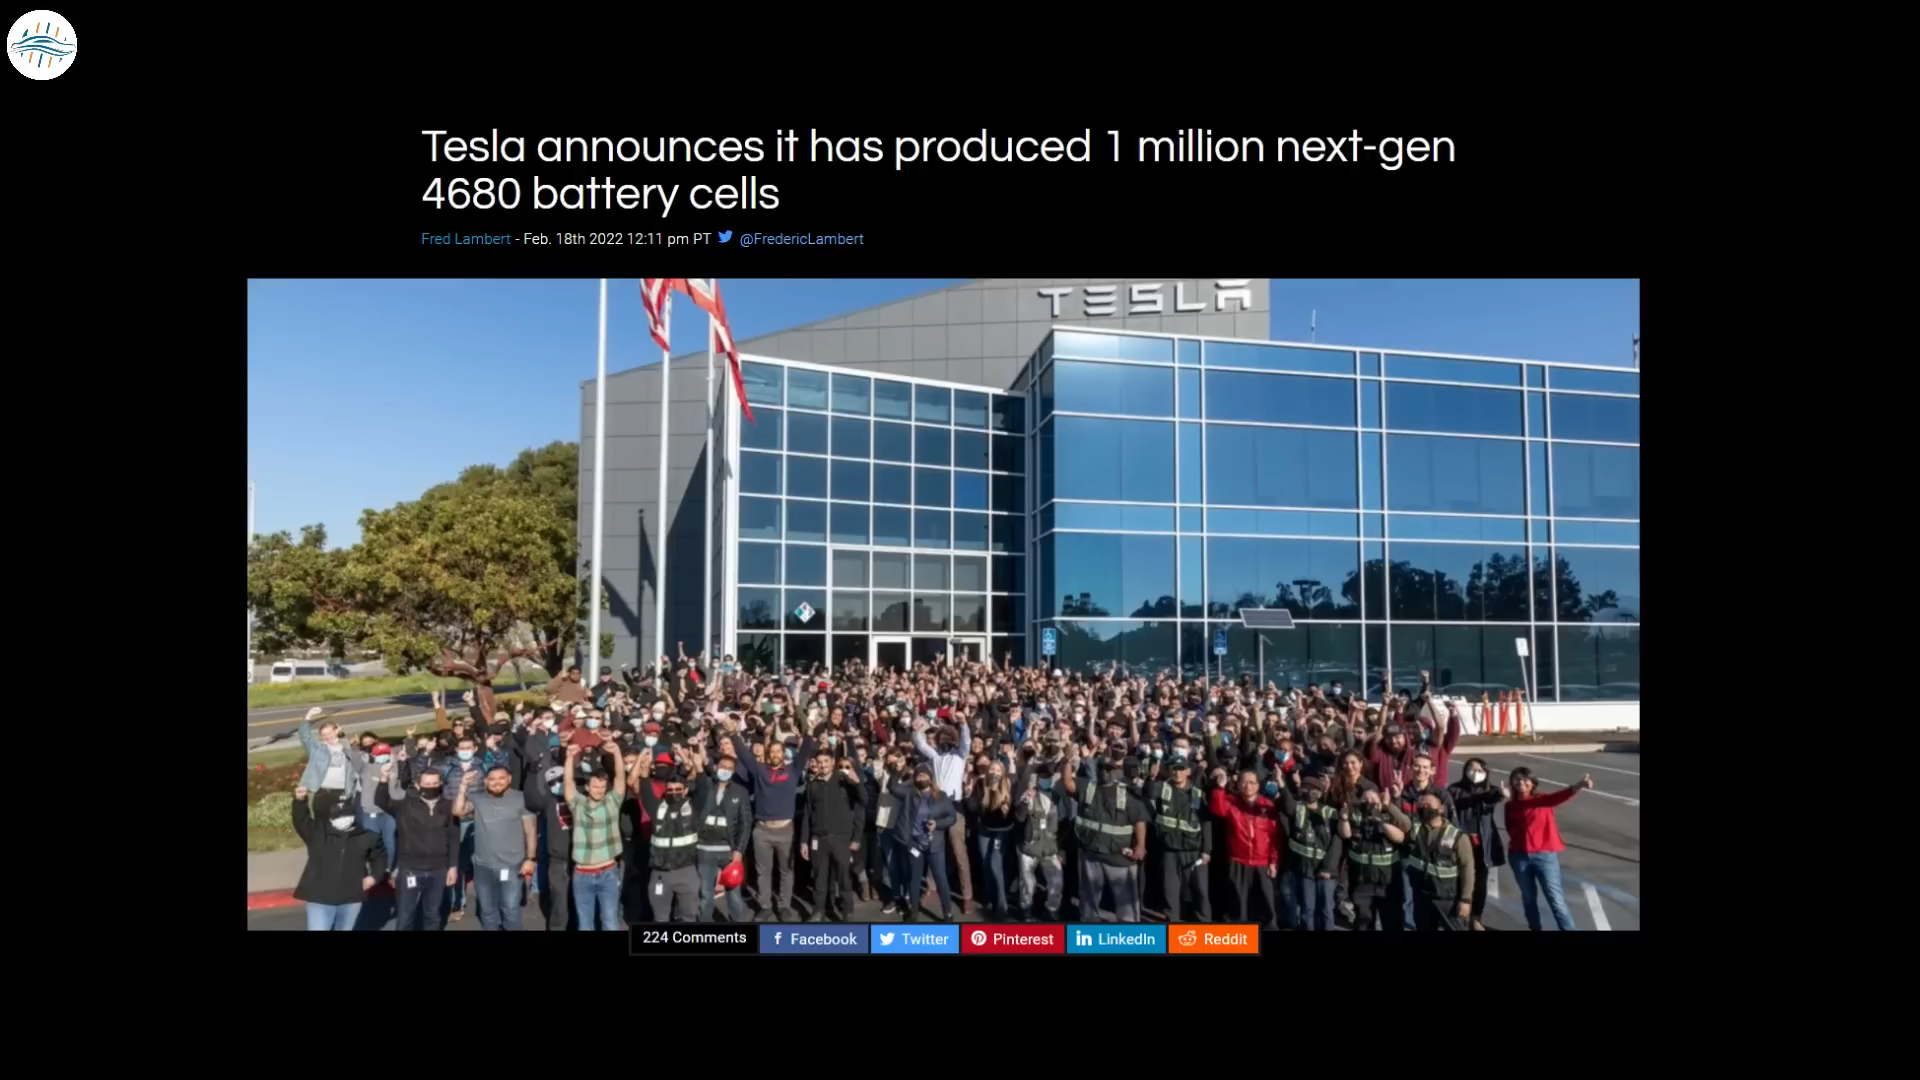 Tesla announces it has produced 1 million next-gen
4680 battery cells
Fred Lambert - Feb. 18th 2022 12:11 pm PT @FredericLambert
TESLA
224 Comments Facebook Twitter Pinterest LinkedIn Reddit